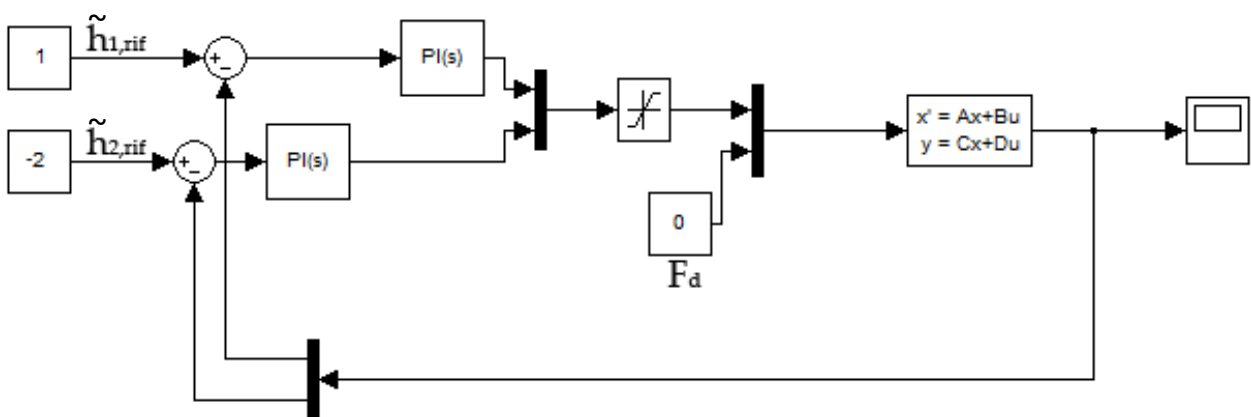 1
h̃1,rif
+
−
PI(s)
-2
h̃2,rif
+
−
PI(s)
0
Fd
x' = Ax+Bu
y = Cx+Du